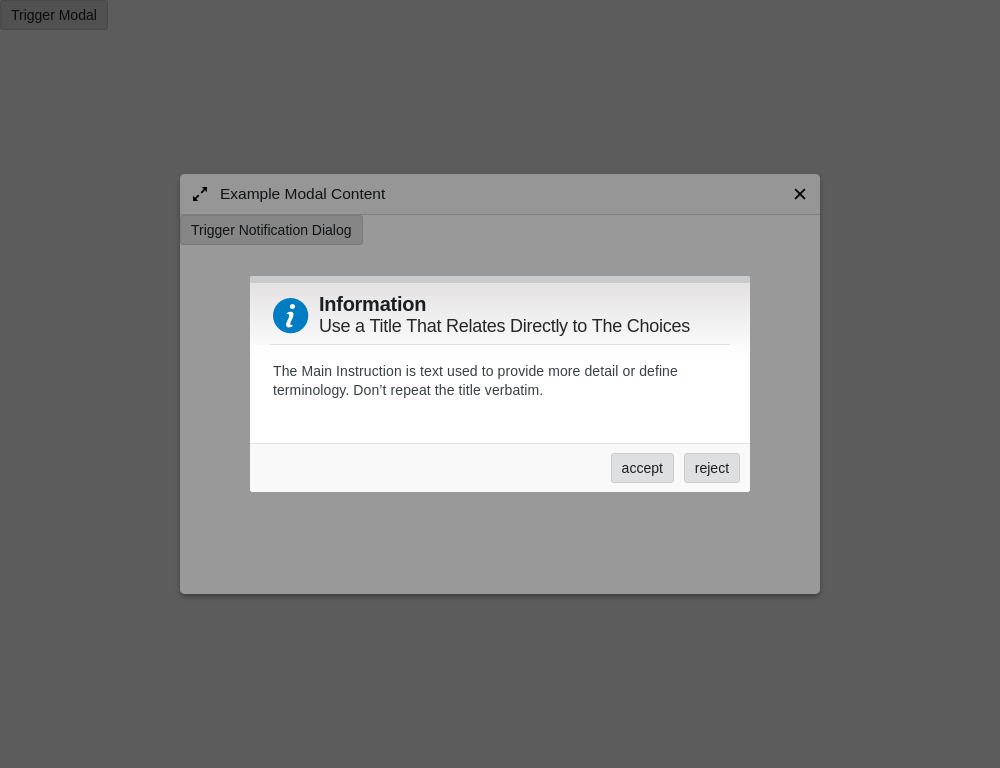 Trigger Modal
Example Modal Content
Trigger Notification Dialog
Information
Use a Title That Relates Directly to The Choices
The Main Instruction is text used to provide more detail or define
terminology. Don’t repeat the title verbatim.
accept
reject